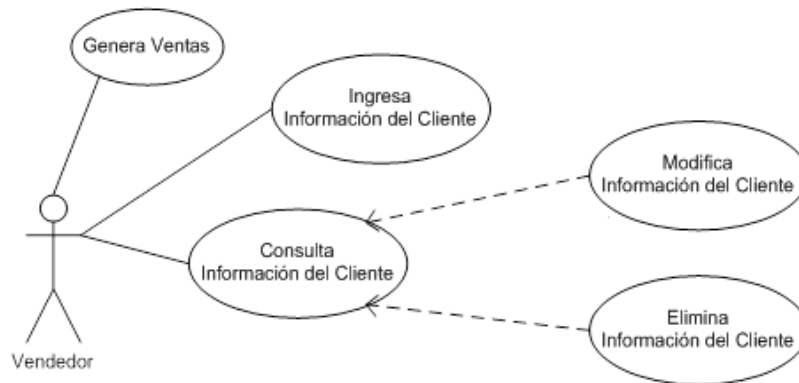 Genera Ventas
Ingresa
Información del Cliente
Modifica
Información del Cliente
Consulta
Información del Cliente
Elimina
Información del Cliente
Vendedor